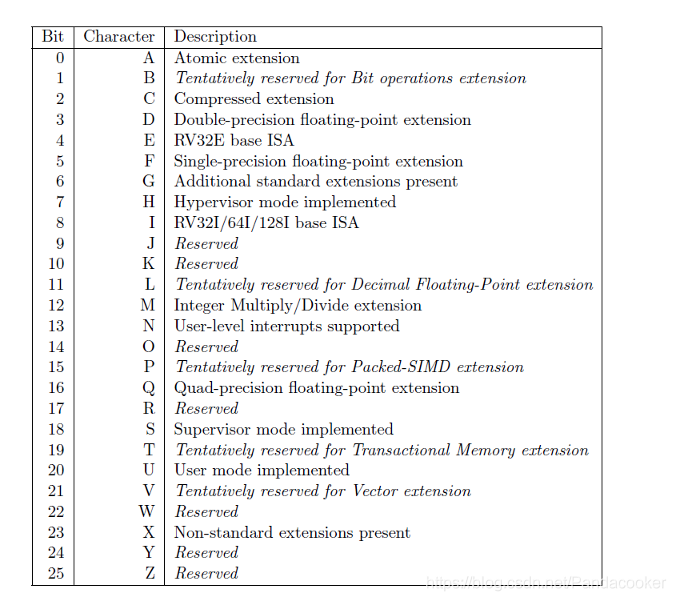 Bit Character Description
0 A Atomic extension
1 B Tentatively reserved for Bit operations extension
2 C Compressed extension
3 D Double-precision floating-point extension
4 E RV32E base ISA
5 F Single-precision floating-point extension
6 G Additional standard extensions present
7 H Hypervisor mode implemented
8 I RV32I/64I/128I base ISA
9 J Reserved
10 K Reserved
11 L Tentatively reserved for Decimal Floating-Point extension
12 M Integer Multiply/Divide extension
13 N User-level interrupts supported
14 O Reserved
15 P Tentatively reserved for Packed-SIMD extension
16 Q Quad-precision floating-point extension
17 R Reserved
18 S Supervisor mode implemented
19 T Tentatively reserved for Transactional Memory extension
20 U User mode implemented
21 V Tentatively reserved for Vector extension
22 W Reserved
23 X Non-standard extensions present
24 Y Reserved
25 Z Reserved
https://blog.csdn.net/Pandacooker